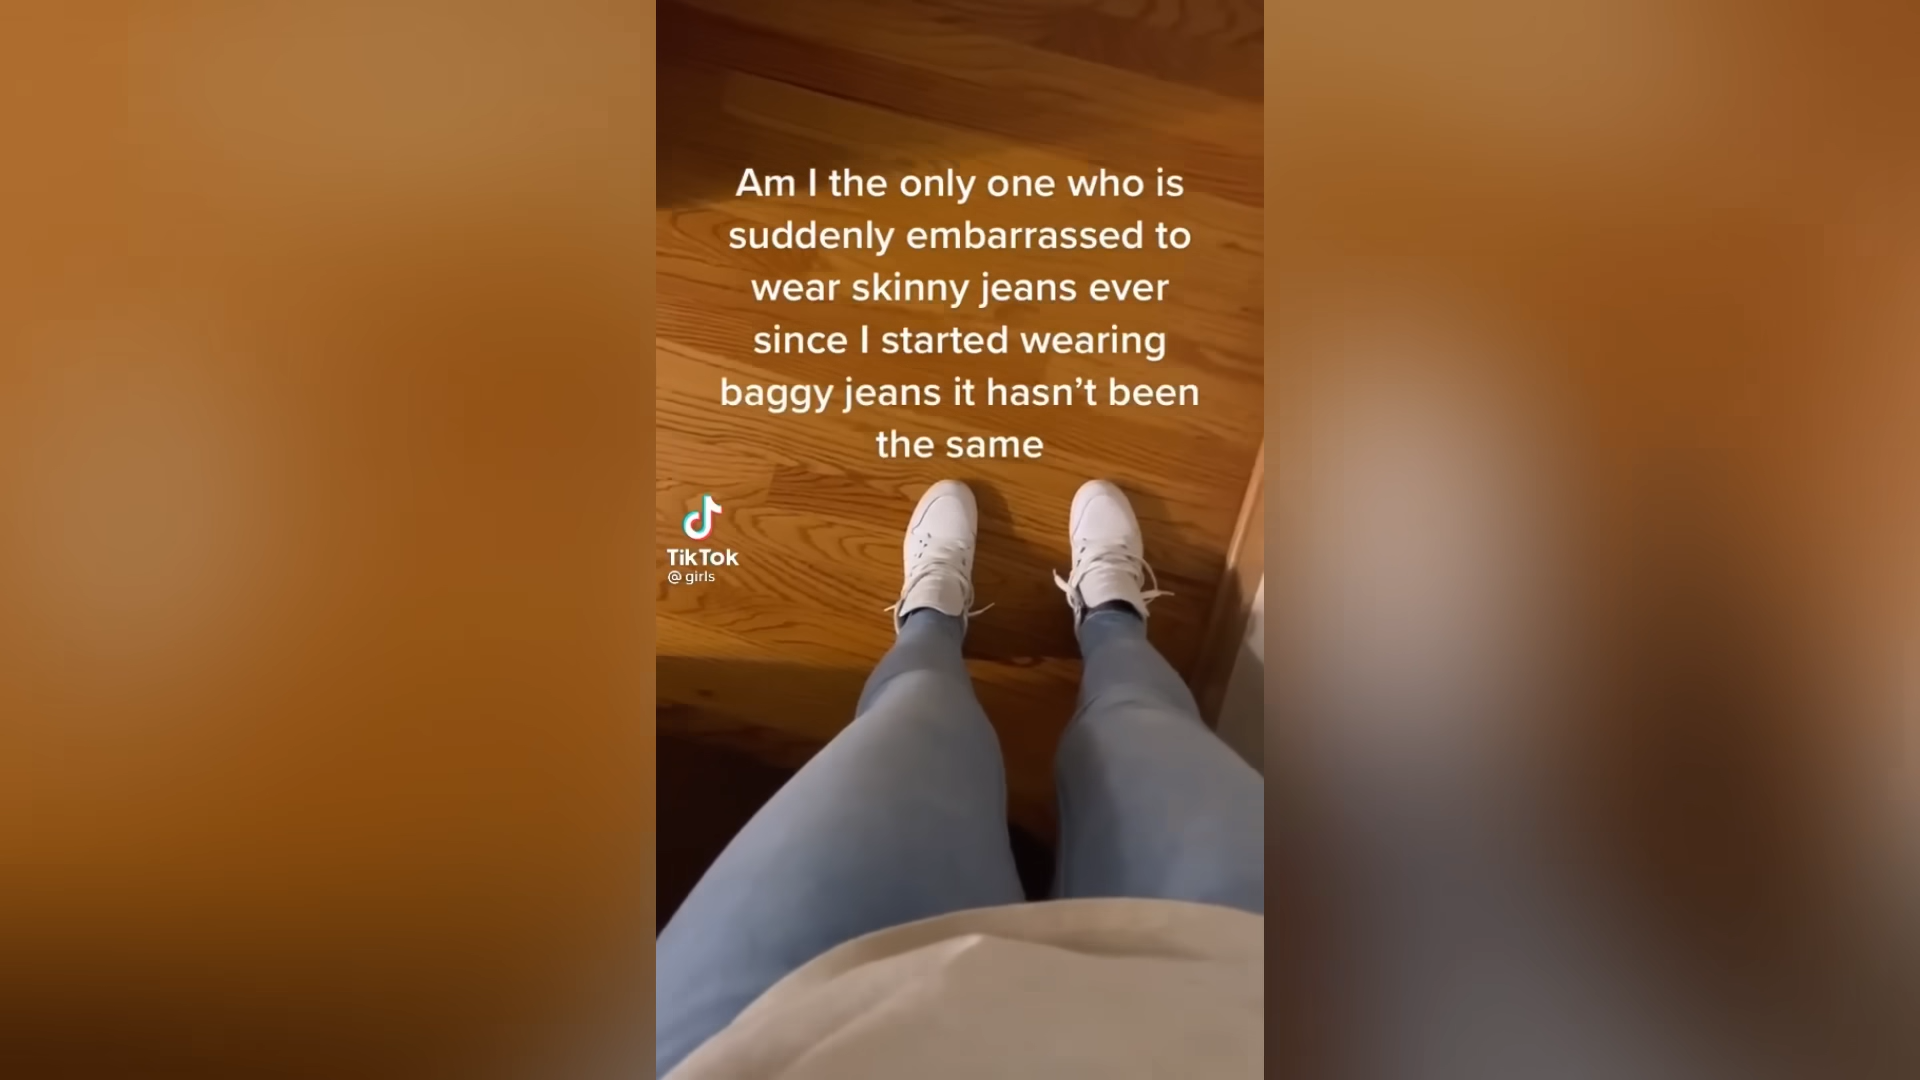 Am I the only one who is
suddenly embarrassed to
wear skinny jeans ever
since I started wearing
baggy jeans it hasn’t been
the same
TikTok
@ girls